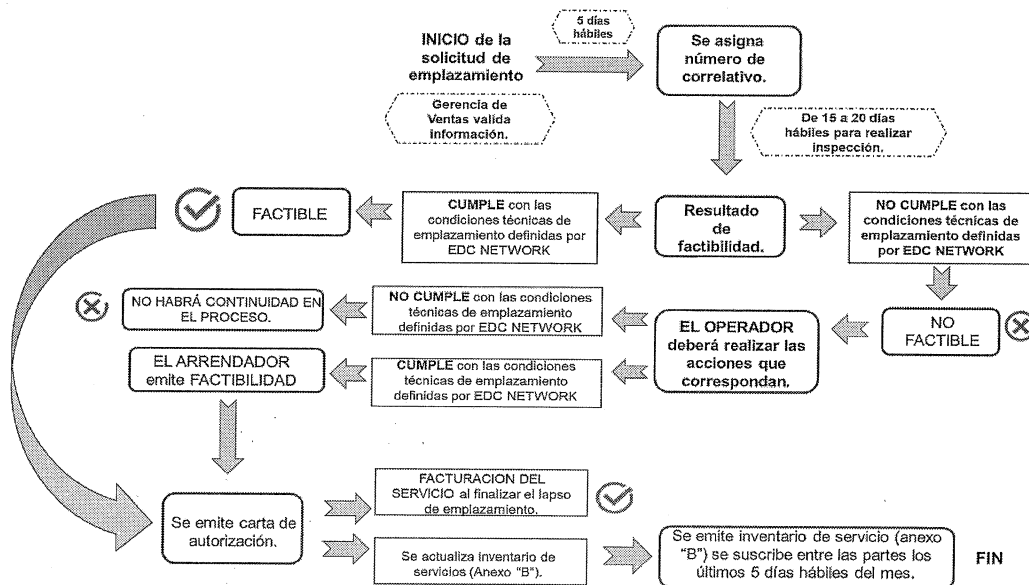 5 días
hábiles
INICIO de la
solicitud de
emplazamiento
Se asigna
número de
correlativo.
Gerencia de
Ventas valida
información.
De 15 a 20 días
hábiles para realizar
inspección.
FACTIBLE
CUMPLE con las
condiciones técnicas de
emplazamiento definidas por
EDC NETWORK
Resultado
de
factibilidad.
NO CUMPLE con las
condiciones técnicas de
emplazamiento definidas
por EDC NETWORK
NO HABRÁ CONTINUIDAD EN
EL PROCESO.
NO CUMPLE con las condiciones
técnicas de emplazamiento
definidas por EDC NETWORK
EL OPERADOR
deberá realizar las
acciones que
correspondan.
NO
FACTIBLE
EL ARRENDADOR
emite FACTIBILIDAD
CUMPLE con las condiciones
técnicas de emplazamiento
definidas por EDC NETWORK
Se emite carta de
autorización.
FACTURACION DEL
SERVICIO al finalizar el lapso
de emplazamiento.
Se actualiza inventario de
servicios (Anexo "B").
Se emite inventario de servicio (anexo
"B") se suscribe entre las partes los
últimos 5 días hábiles del mes.
FIN